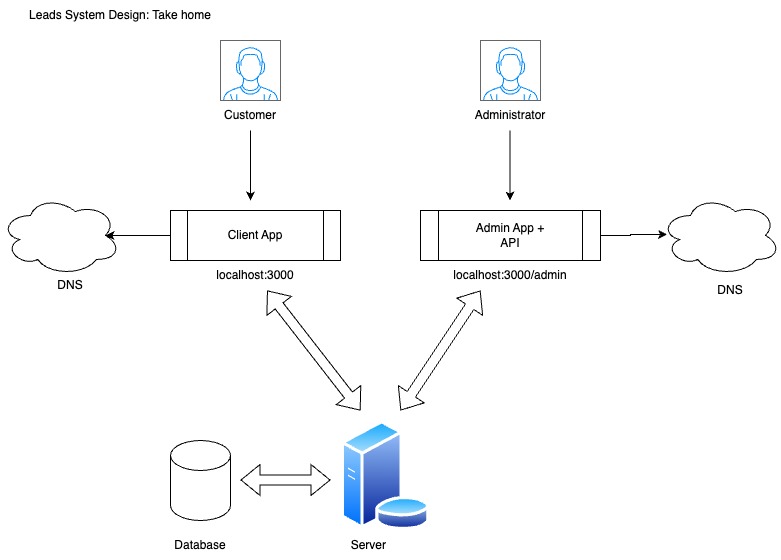 Leads System Design: Take home
Customer
Administrator
Client App
Admin App +
API
localhost:3000
localhost:3000/admin
DNS
DNS
Database
Server